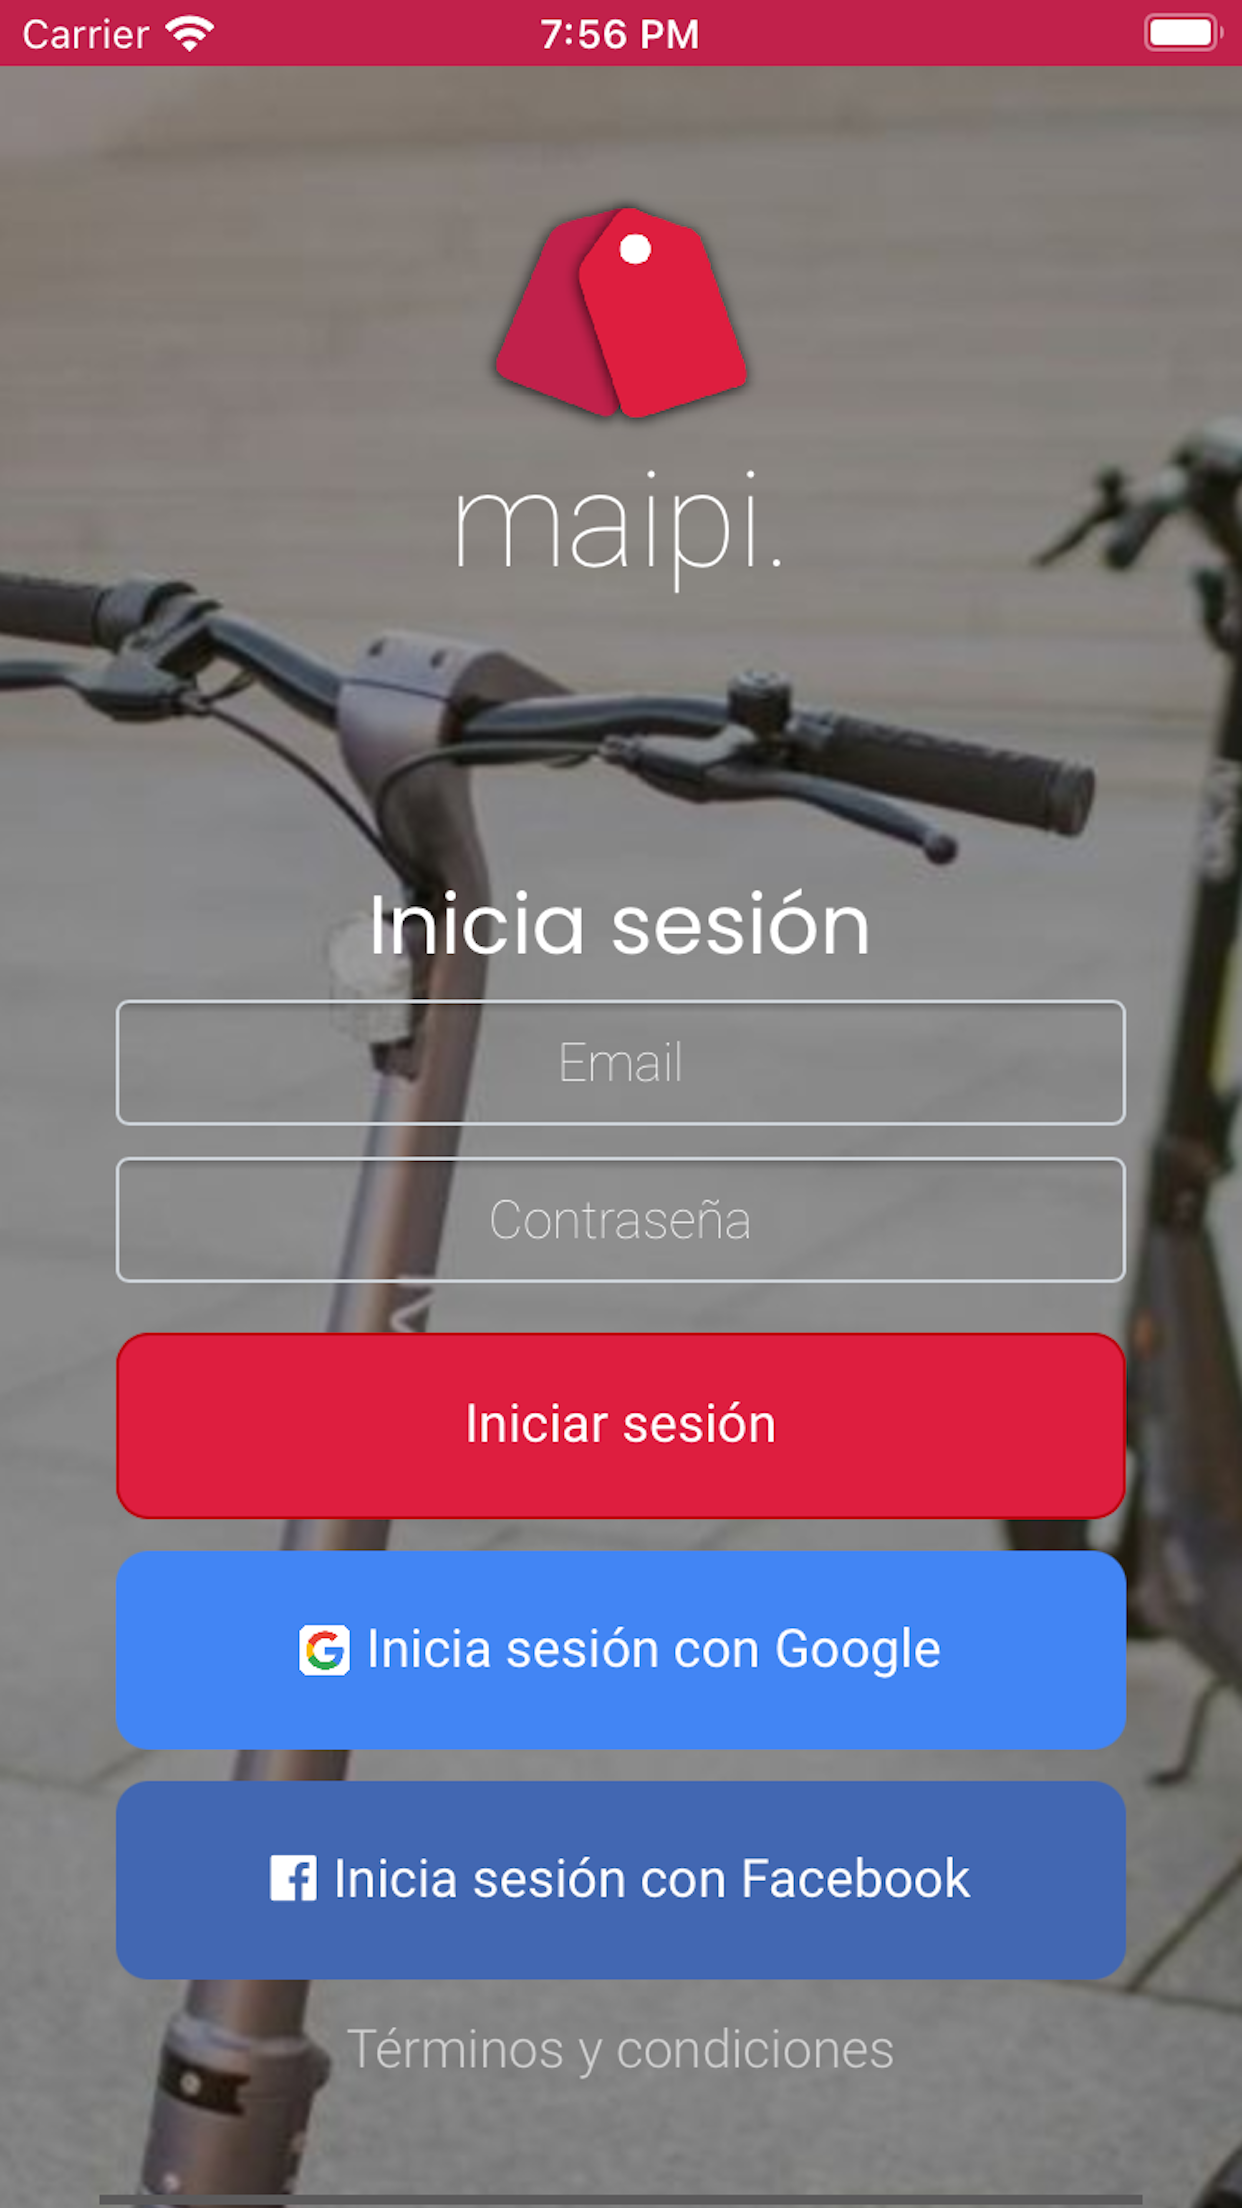 Carrier 7:56 PM
maipi.
Inicia sesión
Email
Contraseña
Iniciar sesión
Inicia sesión con Google
Inicia sesión con Facebook
Términos y condiciones